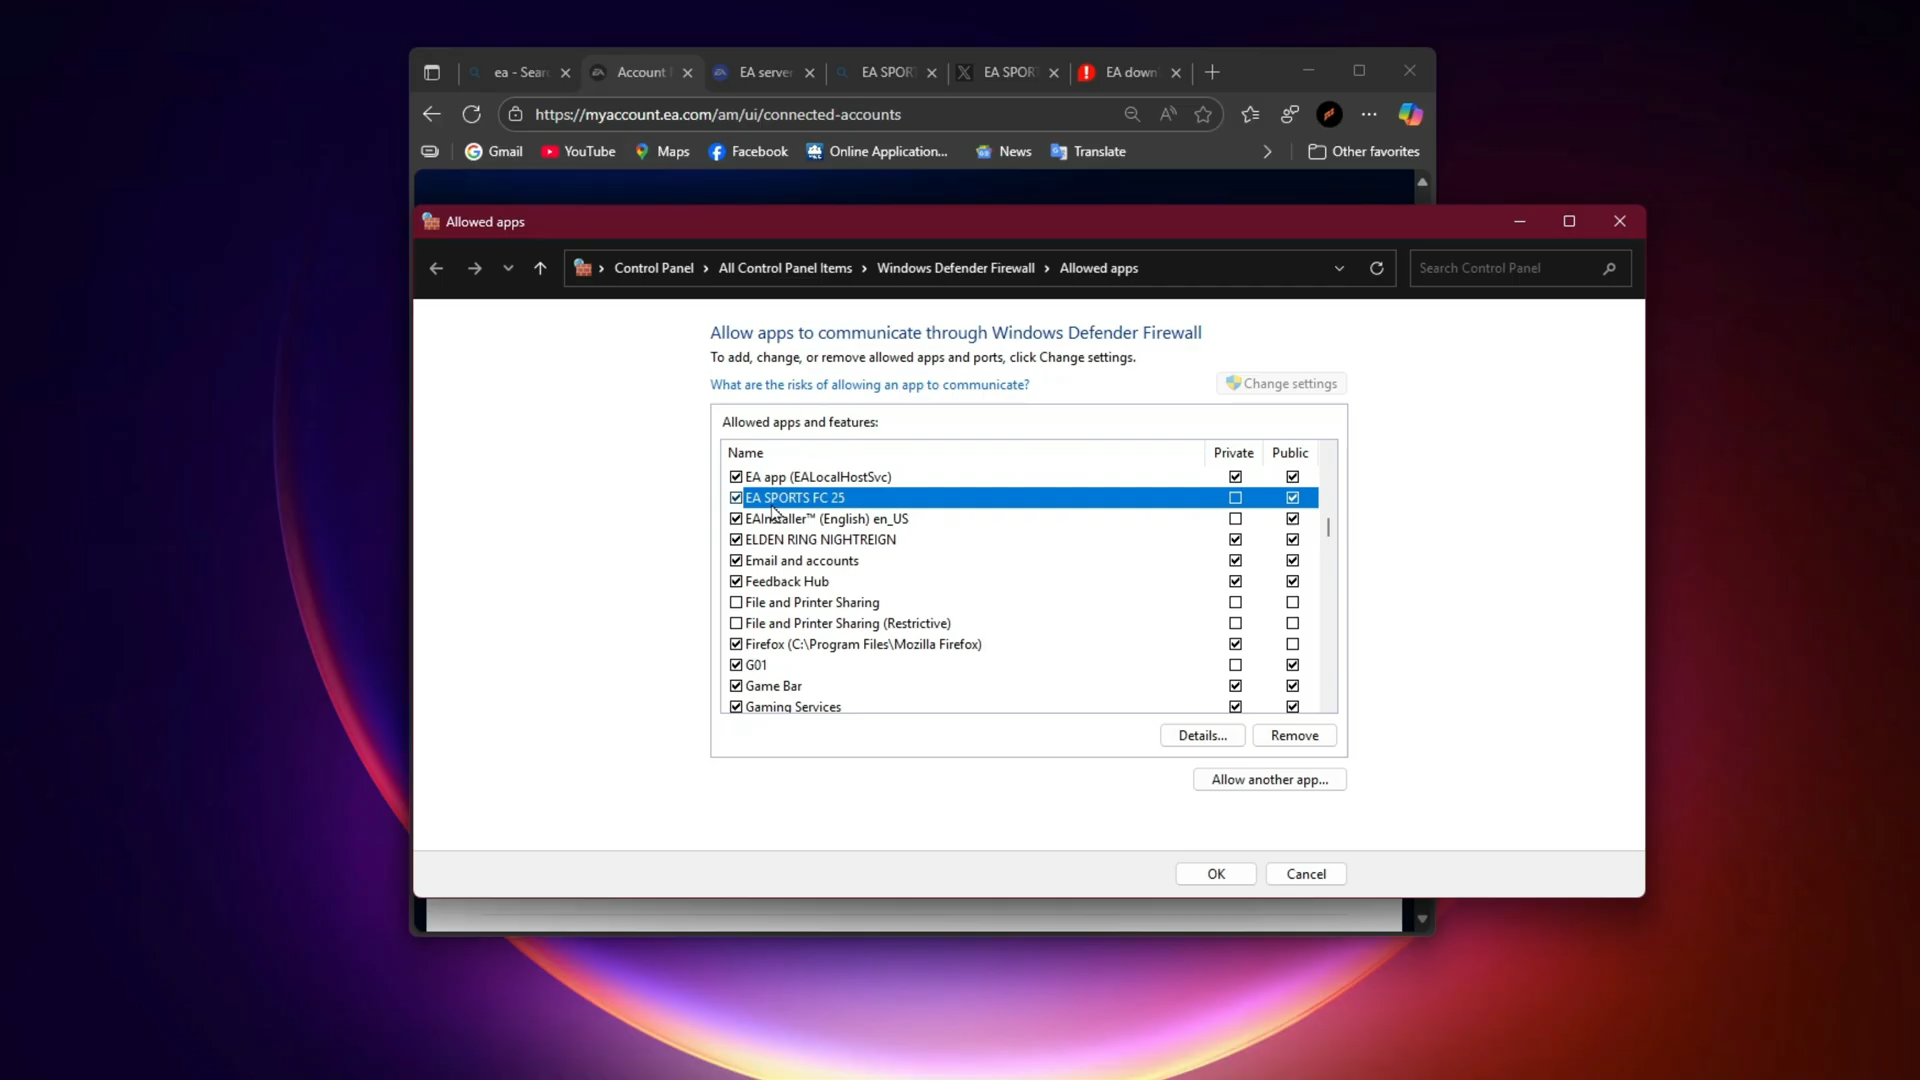 ea - Sear
Account
EA server
EA SPOR
EA SPOR
EA down
https://myaccount.ea.com/am/ui/connected-accounts
Gmail
YouTube
Maps
Facebook
Online Application...
News
Translate
Other favorites
Allowed apps
Control Panel > All Control Panel Items > Windows Defender Firewall > Allowed apps
Search Control Panel
Allow apps to communicate through Windows Defender Firewall
To add, change, or remove allowed apps and ports, click Change settings.
What are the risks of allowing an app to communicate?
Change settings
Allowed apps and features:
Name Private Public
EA app (EALocalHostSvc)
EA SPORTS FC 25
EAInstaller™ (English) en_US
ELDEN RING NIGHTREIGN
Email and accounts
Feedback Hub
File and Printer Sharing
File and Printer Sharing (Restrictive)
Firefox (C:\Program Files\Mozilla Firefox)
G01
Game Bar
Gaming Services
Details...
Remove
Allow another app...
OK
Cancel